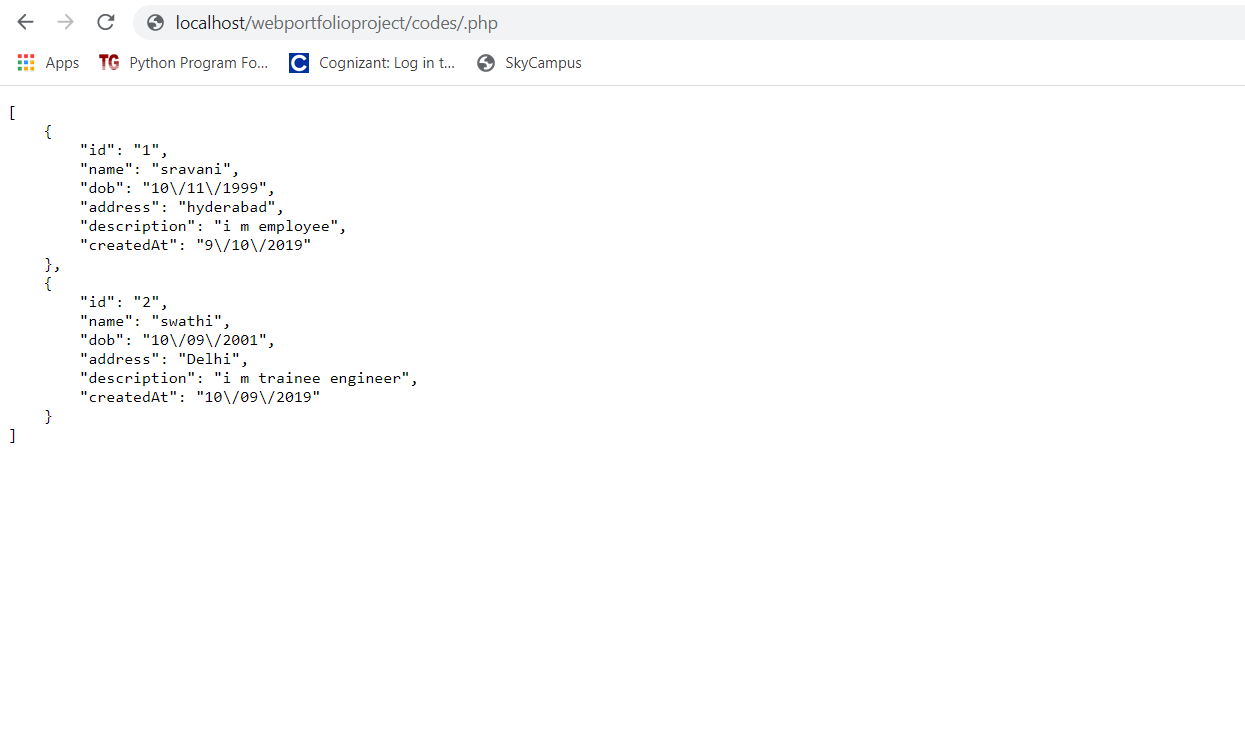 localhost/webportfolioproject/codes/.php
Apps TG Python Program Fo... C Cognizant: Log in t... SkyCampus
[
    {
        "id": "1",
        "name": "sravani",
        "dob": "10\/11\/1999",
        "address": "hyderabad",
        "description": "i m employee",
        "createdAt": "9\/10\/2019"
    },
    {
        "id": "2",
        "name": "swathi",
        "dob": "10\/09\/2001",
        "address": "Delhi",
        "description": "i m trainee engineer",
        "createdAt": "10\/09\/2019"
    }
]